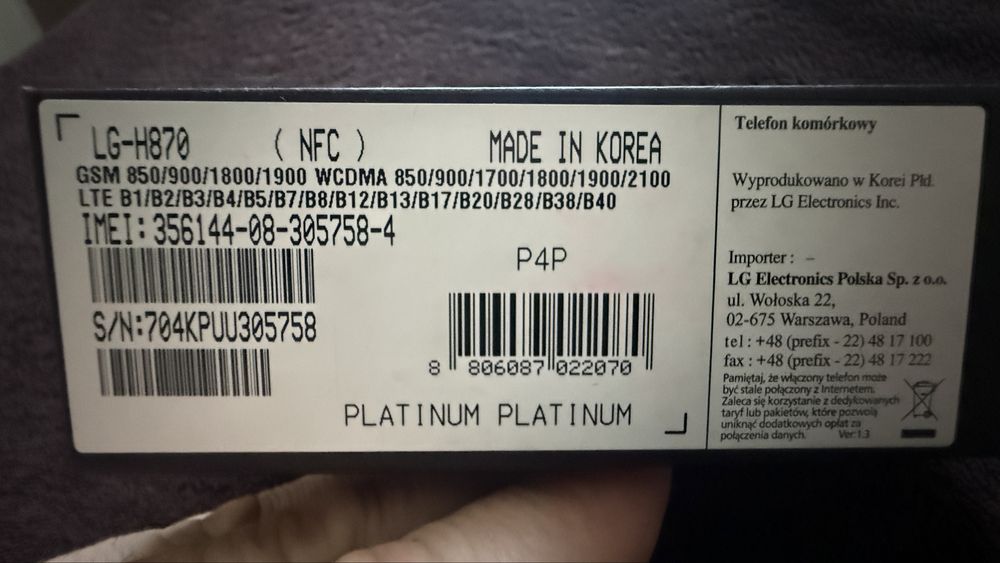 LG-H870 ( NFC ) MADE IN KOREA
GSM 850/900/1800/1900 WCDMA 850/900/1700/1800/1900/2100
LTE B1/B2/B3/B4/B5/B7/B8/B12/B13/B17/B20/B28/B38/B40
IMEI: 356144-08-305758-4
P4P
S/N:704KPUU305758
8 806087 022070
PLATINUM PLATINUM
Telefon komórkowy
Wyprodukowano w Korei Płd.
przez LG Electronics Inc.
Importer : –
LG Electronics Polska Sp. z o.o.
ul. Wołoska 22,
02-675 Warszawa, Poland
tel : +48 (prefix - 22) 48 17 100
fax : +48 (prefix - 22) 48 17 222
Pamiętaj, że włączony telefon może
być stale połączony z Internetem.
Zaleca się korzystanie z dedykowanych
taryf lub pakietów, które pozwolą
uniknąć dodatkowych opłat za
połączenia danych. Ver:1.3